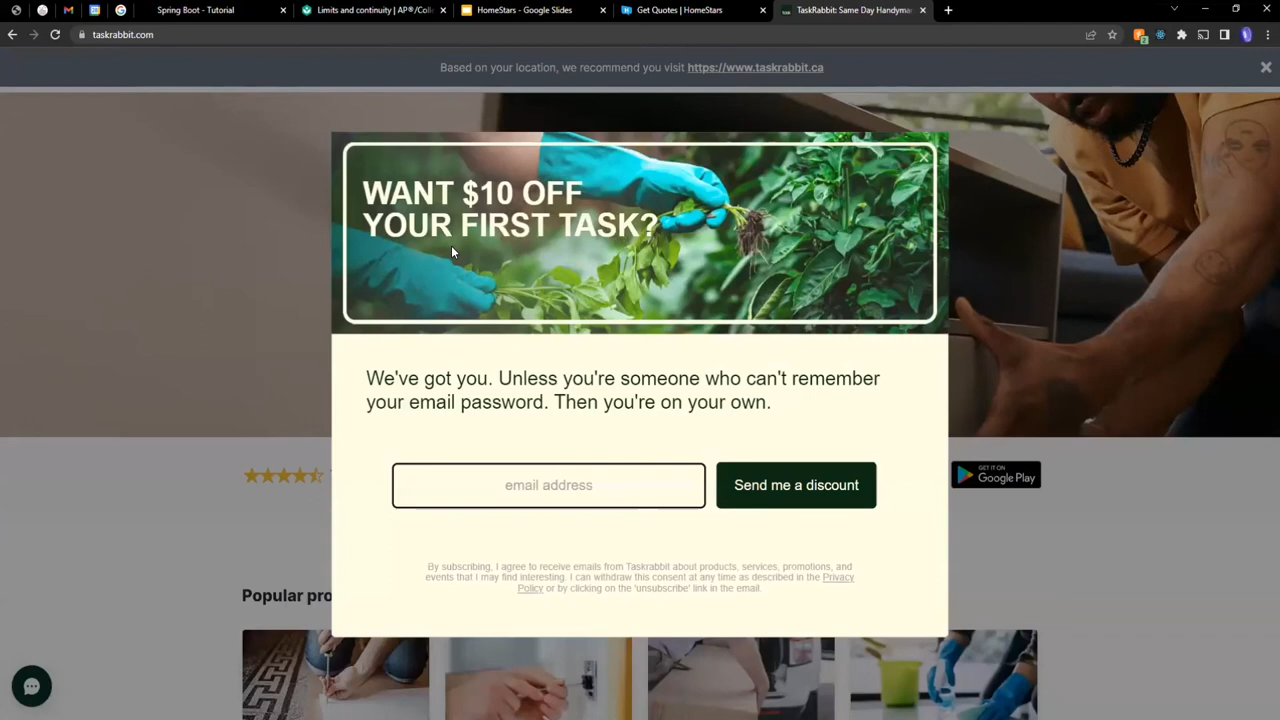 Spring Boot - Tutorial
Limits and continuity | AP®/Coll
HomeStars - Google Slides
Get Quotes | HomeStars
TaskRabbit: Same Day Handyma
taskrabbit.com
Based on your location, we recommend you visit https://www.taskrabbit.ca
WANT $10 OFF
YOUR FIRST TASK?
We've got you. Unless you're someone who can't remember
your email password. Then you're on your own.
email address
Send me a discount
GET IT ON
Google Play
By subscribing, I agree to receive emails from Taskrabbit about products, services, promotions, and
events that I may find interesting. I can withdraw this consent at any time as described in the Privacy
Policy or by clicking on the 'unsubscribe' link in the email.
Popular pro